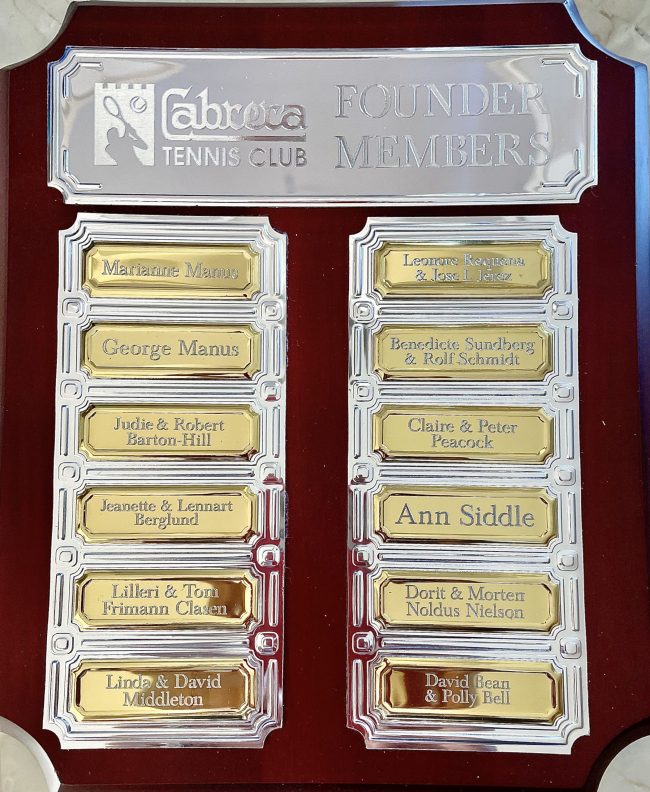 Cabrera
TENNIS CLUB
FOUNDER
MEMBERS
Marianne Manus
George Manus
Judie & Robert
Barton-Hill
Jeanette & Lennart
Berglund
Lilleri & Tom
Frimann Clasen
Linda & David
Middleton
Leonore Requena
& Jose I. Jerez
Benedicte Sundberg
& Rolf Schmidt
Claire & Peter
Peacock
Ann Siddle
Dorit & Morten
Noldus Nielson
David Bean
& Polly Bell